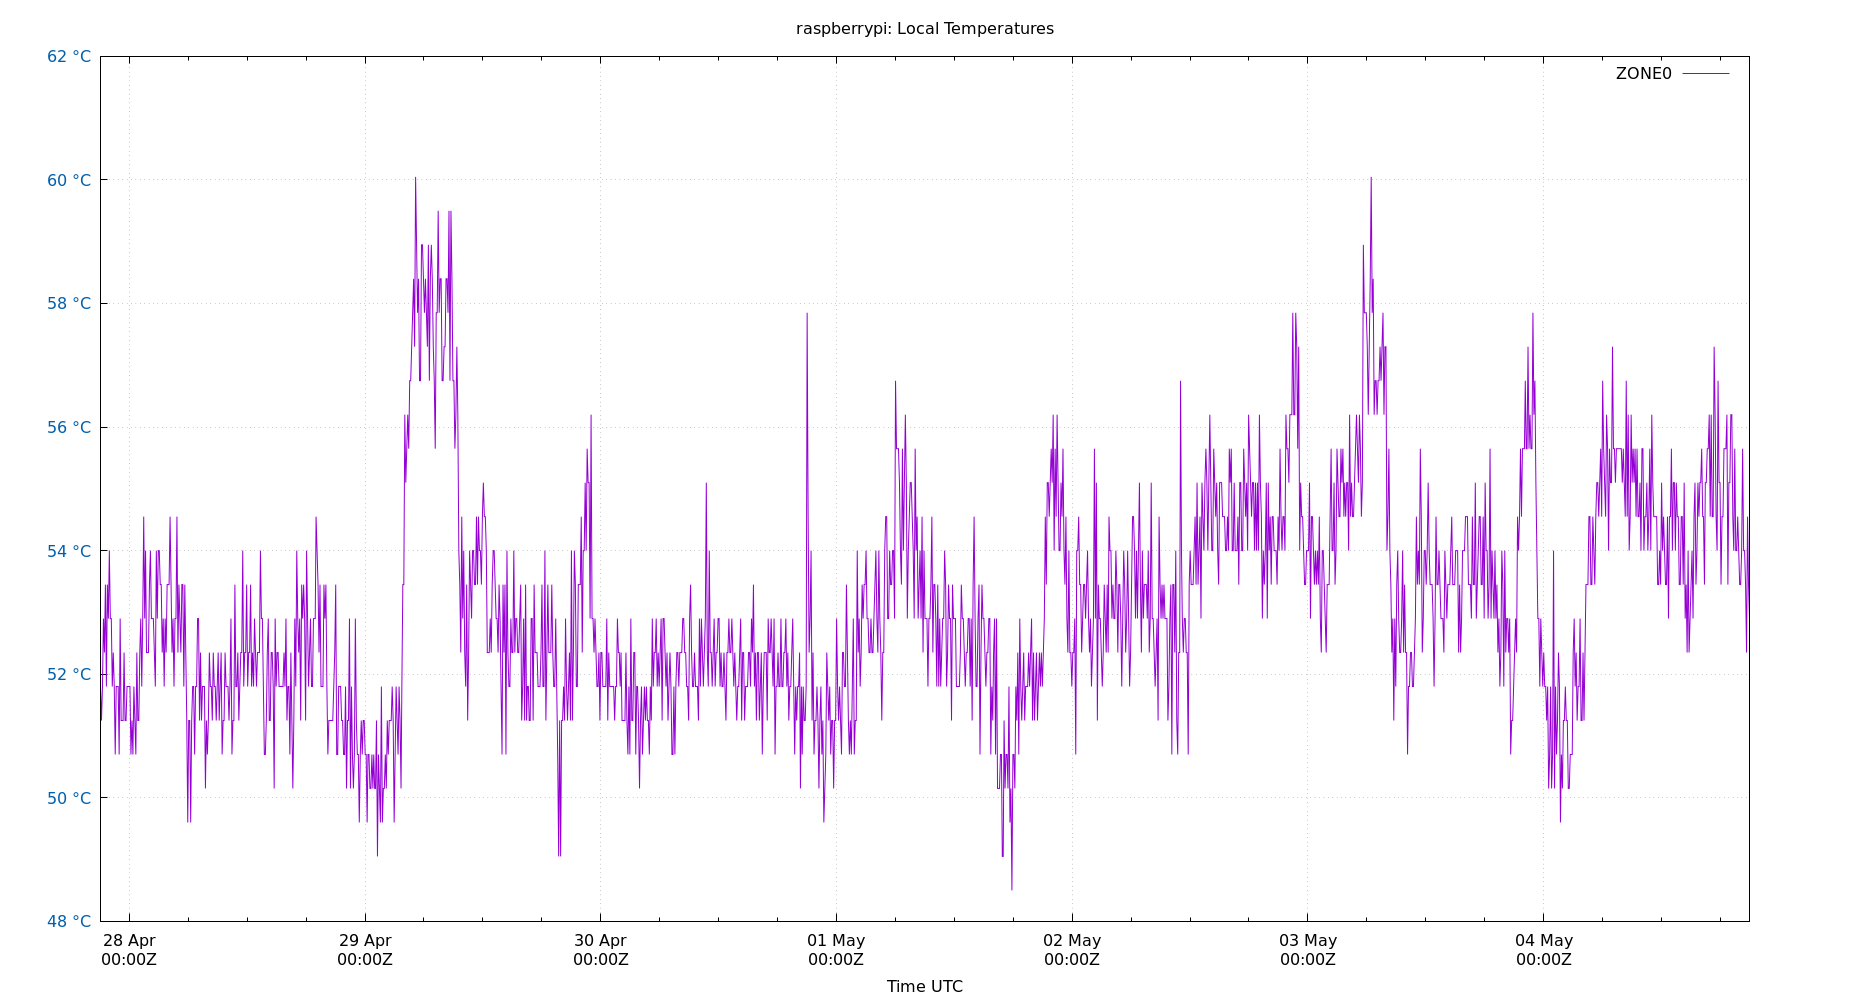 raspberrypi: Local Temperatures
62 °C
60 °C
58 °C
56 °C
54 °C
52 °C
50 °C
48 °C
ZONE0
28 Apr
00:00Z
29 Apr
00:00Z
30 Apr
00:00Z
01 May
00:00Z
02 May
00:00Z
03 May
00:00Z
04 May
00:00Z
Time UTC